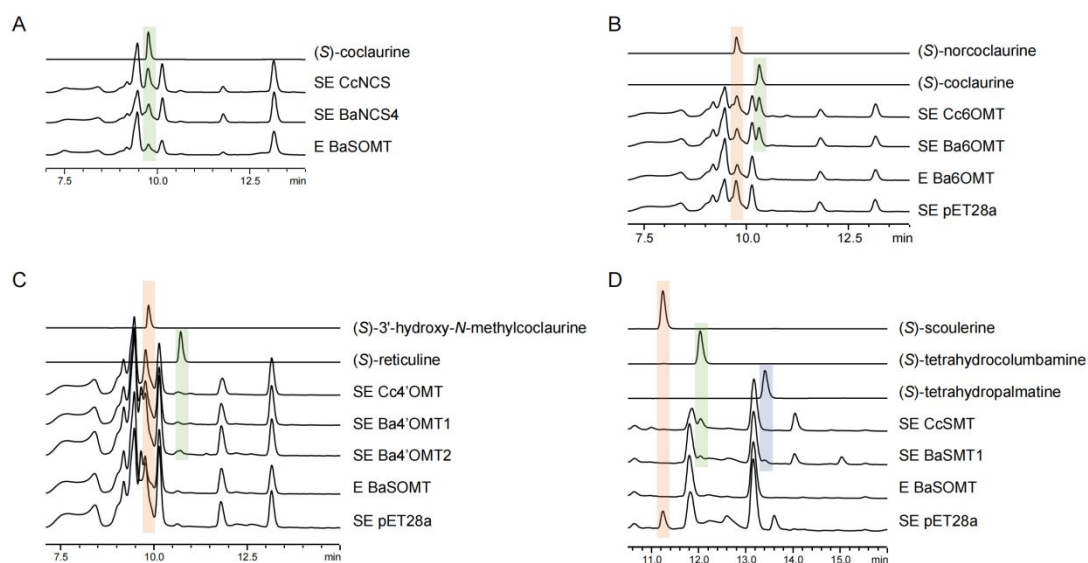 A
(S)-coclaurine
SE CcNCS
SE BaNCS4
E BaSOMT
7.5 10.0 12.5 min
B
(S)-norcoclaurine
(S)-coclaurine
SE Cc6OMT
SE Ba6OMT
E Ba6OMT
SE pET28a
7.5 10.0 12.5 min
C
(S)-3'-hydroxy-N-methylcoclaurine
(S)-reticuline
SE Cc4'OMT
SE Ba4'OMT1
SE Ba4'OMT2
E BaSOMT
SE pET28a
7.5 10.0 12.5 min
D
(S)-scoulerine
(S)-tetrahydrocolumbamine
(S)-tetrahydropalmatine
SE CcSMT
SE BaSMT1
E BaSOMT
SE pET28a
11.0 12.0 13.0 14.0 15.0 min